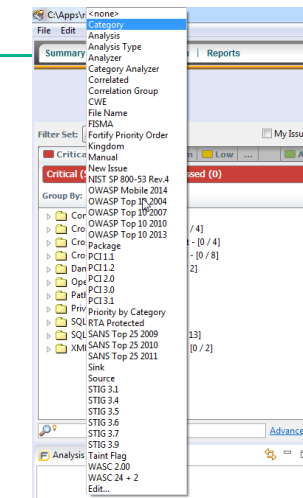 C:\Apps\r
<none>
File Edit
Category
Analysis
Analysis Type
Analyzer
Category Analyzer
Correlated
Correlation Group
CWE
File Name
FISMA
Fortify Priority Order
Kingdom
Manual
New Issue
NIST SP 800-53 Rev.4
OWASP Mobile 2014
OWASP Top 10 2004
OWASP Top 10 2007
OWASP Top 10 2010
OWASP Top 10 2013
Package
PCI 1.1
PCI 1.2
PCI 2.0
PCI 3.0
PCI 3.1
Priority by Category
RTA Protected
SANS Top 25 2009
SANS Top 25 2010
SANS Top 25 2011
Sink
Source
STIG 3.1
STIG 3.4
STIG 3.5
STIG 3.6
STIG 3.7
STIG 3.9
Taint Flag
WASC 2.00
WASC 24 + 2
Edit...
Summary
| Reports
Filter Set:
My Issu
Critica
Low
...
A
Critical (
sed (0)
Group By:
Cor
Cro
/ 4]
Cro
t - [0 / 4]
Cro
- [0 / 2]
Dan
2]
Ope
Path
Priv
SQL
SQL
13]
XMI
[0 / 2]
Advance
Analysis